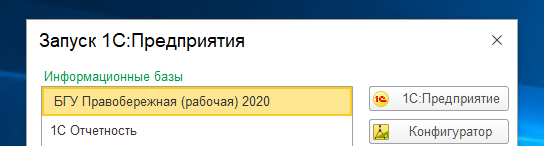 Запуск 1С:Предприятия
Информационные базы
БГУ Правобережная (рабочая) 2020
1С:Предприятие
1С Отчетность
Конфигуратор